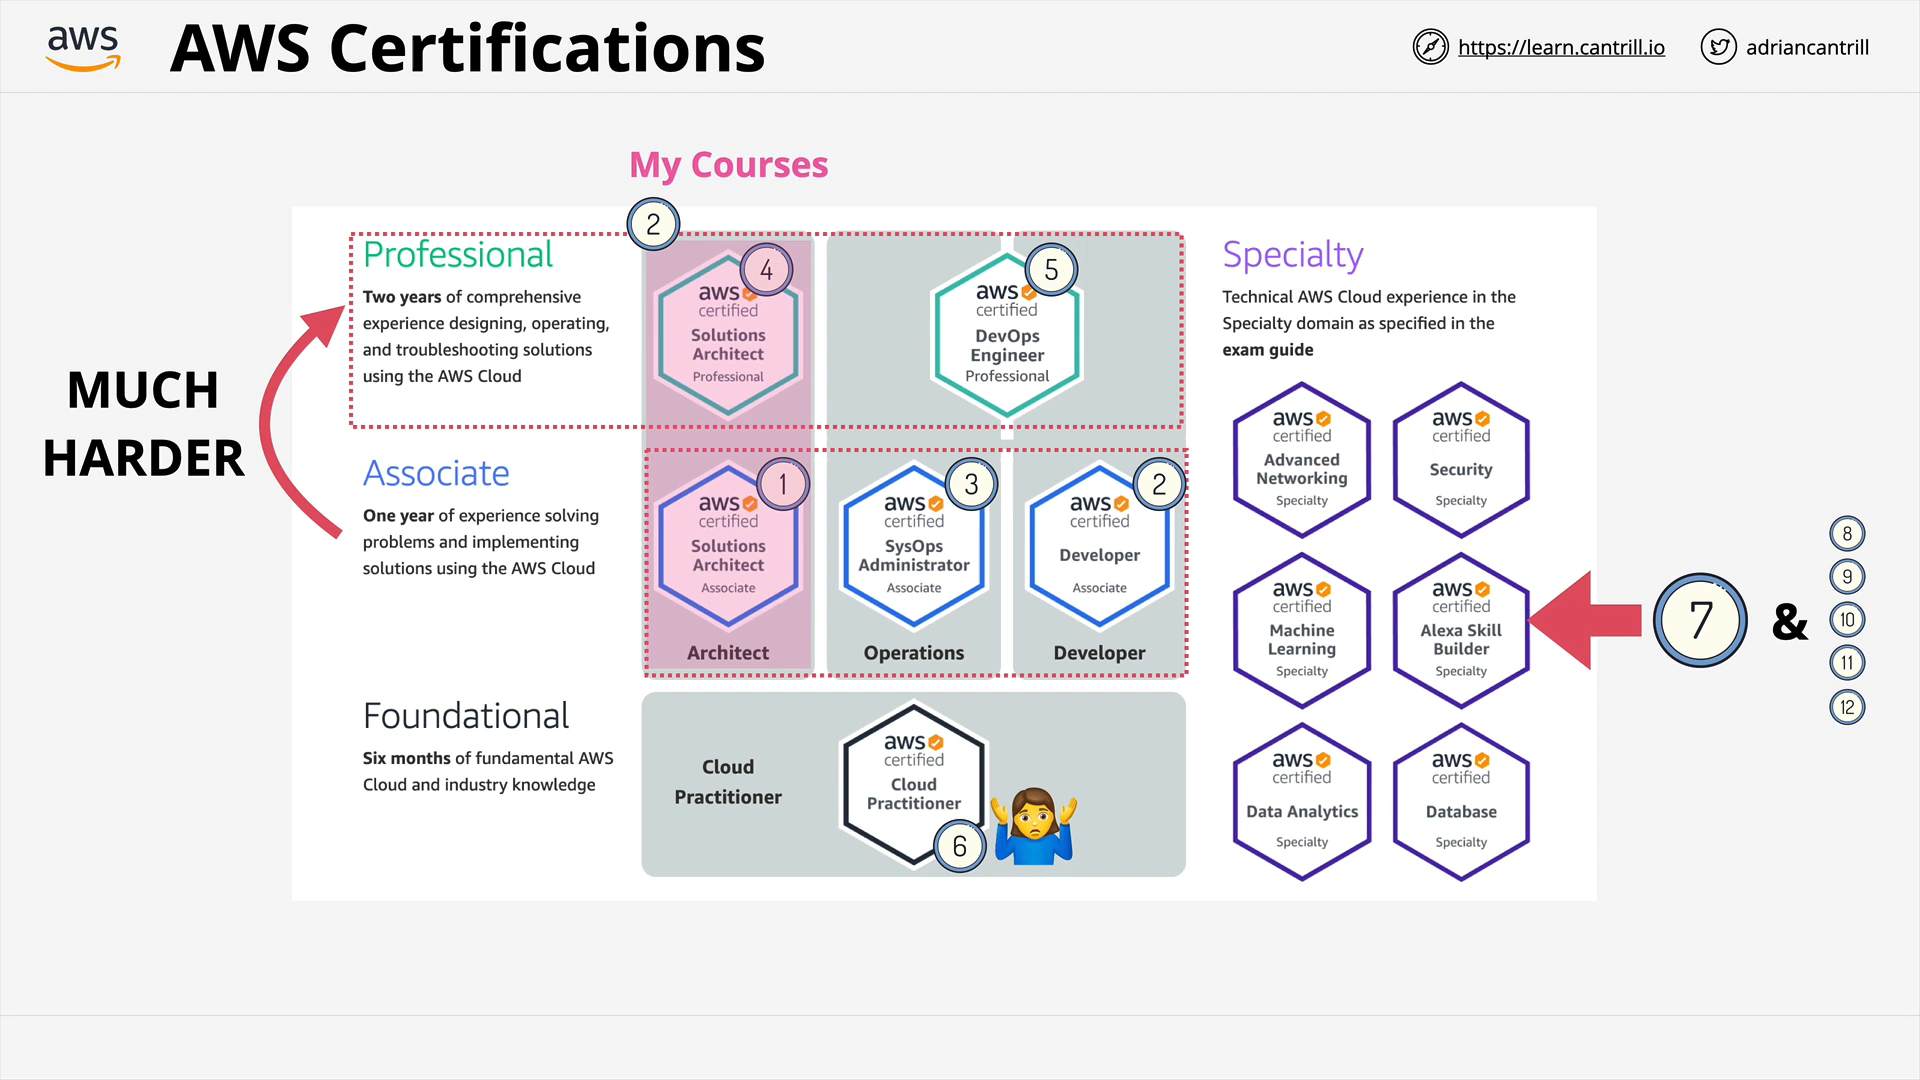 aws
AWS Certifications
https://learn.cantrill.io
adriancantrill
My Courses
2
Professional
Two years of comprehensive
experience designing, operating,
and troubleshooting solutions
using the AWS Cloud
4
aws
certified
Solutions
Architect
Professional
5
aws
certified
DevOps
Engineer
Professional
MUCH
HARDER
Associate
One year of experience solving
problems and implementing
solutions using the AWS Cloud
1
aws
certified
Solutions
Architect
Associate
Architect
3
aws
certified
SysOps
Administrator
Associate
Operations
2
aws
certified
Developer
Associate
Developer
Foundational
Six months of fundamental AWS
Cloud and industry knowledge
Cloud
Practitioner
aws
certified
Cloud
Practitioner
6
Specialty
Technical AWS Cloud experience in the
Specialty domain as specified in the
exam guide
aws
certified
Advanced
Networking
Specialty
aws
certified
Security
Specialty
aws
certified
Machine
Learning
Specialty
aws
certified
Alexa Skill
Builder
Specialty
aws
certified
Data Analytics
Specialty
aws
certified
Database
Specialty
7
&
8
9
10
11
12